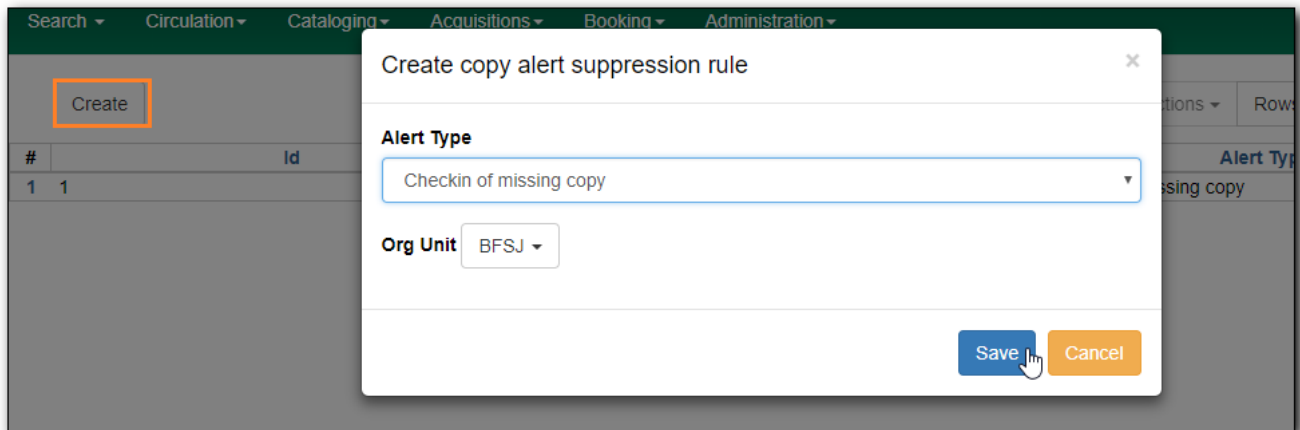 Search Circulation Cataloging Acquisitions Booking Administration
Create copy alert suppression rule ×
Create
tions Rows
Alert Type
# Id Alert Typ
Checkin of missing copy
1 1 ssing copy
Org Unit BFSJ
Save Cancel